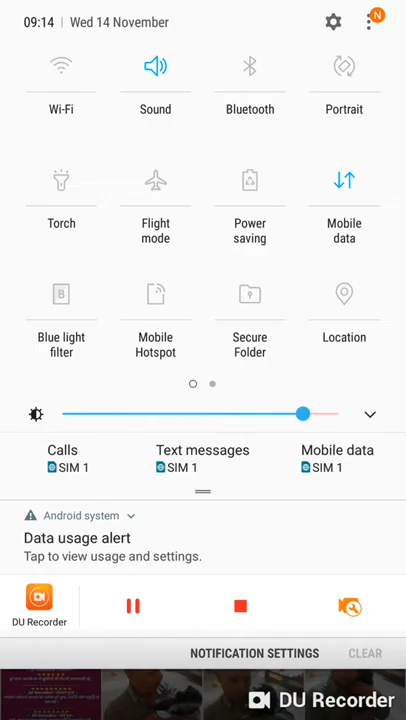 09:14 | Wed 14 November
N
Wi-Fi
Sound
Bluetooth
Portrait
Torch
Flight
mode
Power
saving
Mobile
data
B
Blue light
filter
Mobile
Hotspot
Secure
Folder
Location
Calls
SIM 1
Text messages
SIM 1
Mobile data
SIM 1
Android system
Data usage alert
Tap to view usage and settings.
DU Recorder
NOTIFICATION SETTINGS
CLEAR
DU Recorder